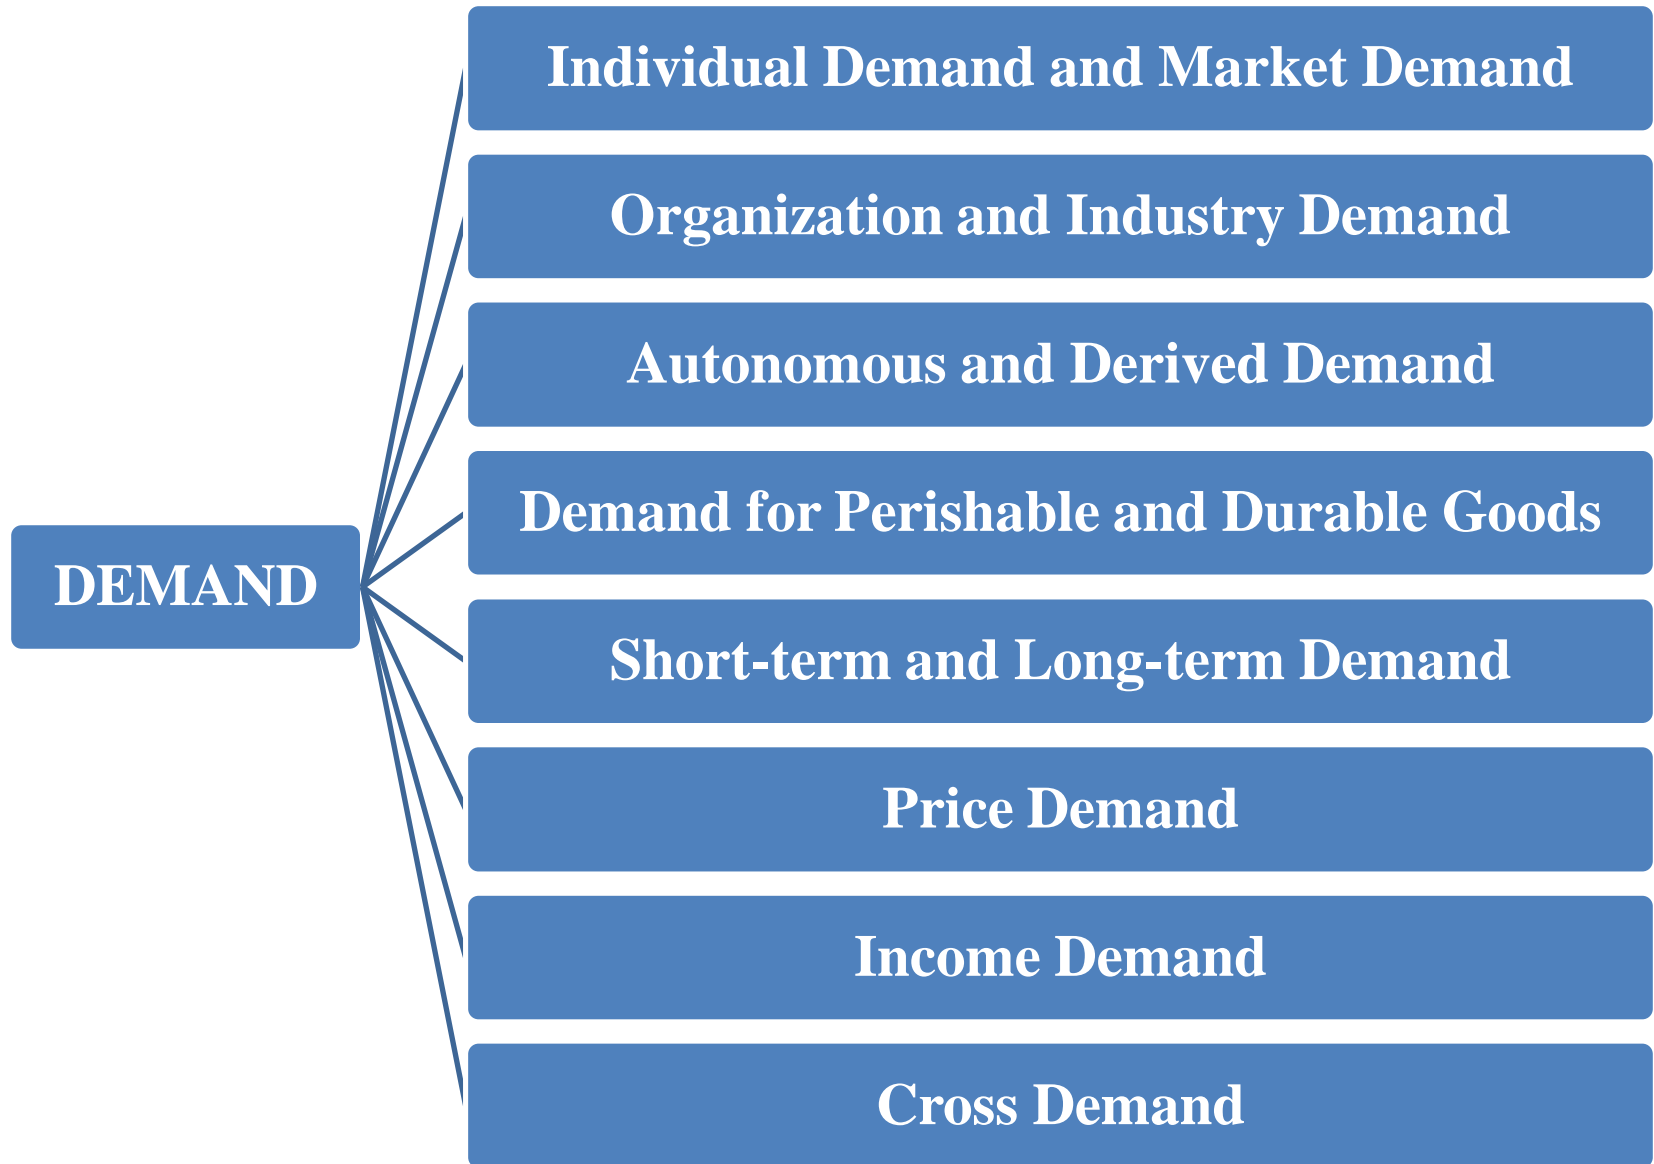 DEMAND
Individual Demand and Market Demand
Organization and Industry Demand
Autonomous and Derived Demand
Demand for Perishable and Durable Goods
Short-term and Long-term Demand
Price Demand
Income Demand
Cross Demand